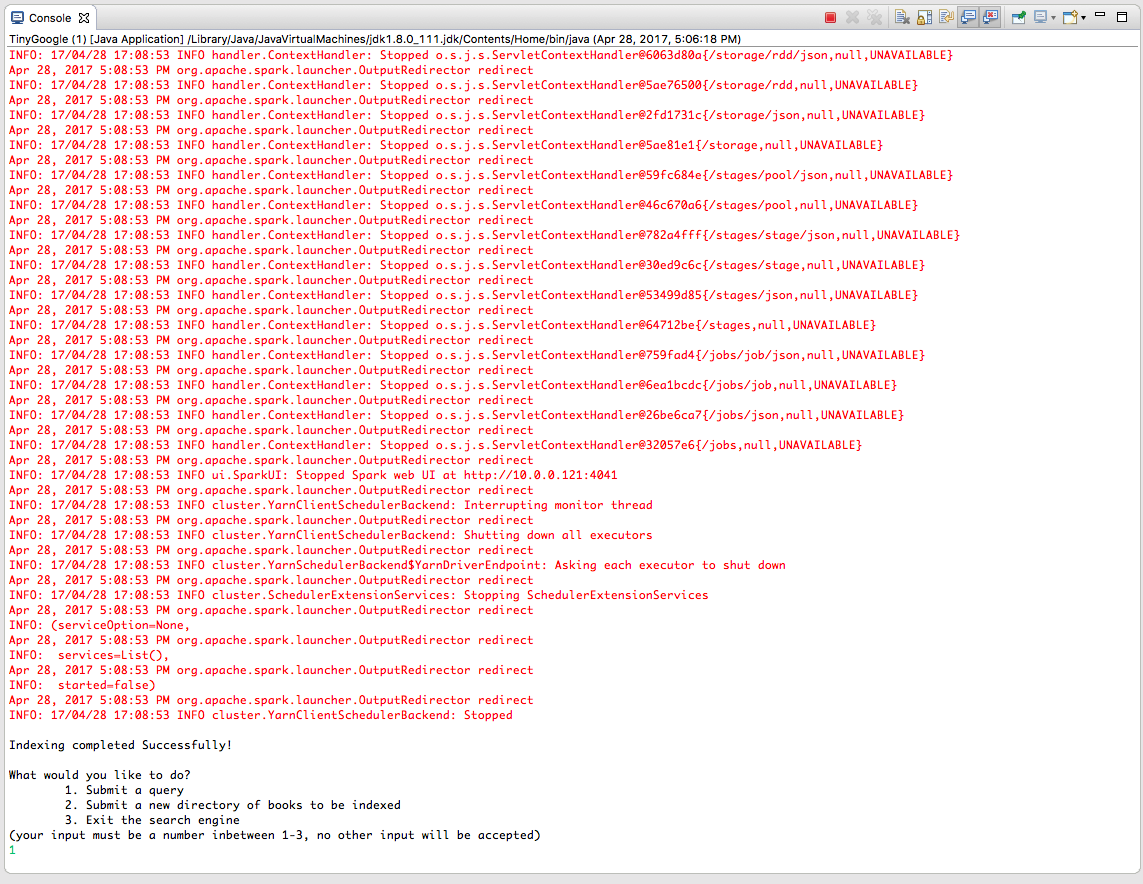 Console
TinyGoogle (1) [Java Application] /Library/Java/JavaVirtualMachines/jdk1.8.0_111.jdk/Contents/Home/bin/java (Apr 28, 2017, 5:06:18 PM)
INFO: 17/04/28 17:08:53 INFO handler.ContextHandler: Stopped o.s.j.s.ServletContextHandler@6063d80a{/storage/rdd/json,null,UNAVAILABLE}
Apr 28, 2017 5:08:53 PM org.apache.spark.launcher.OutputRedirector redirect
INFO: 17/04/28 17:08:53 INFO handler.ContextHandler: Stopped o.s.j.s.ServletContextHandler@5ae76500{/storage/rdd,null,UNAVAILABLE}
Apr 28, 2017 5:08:53 PM org.apache.spark.launcher.OutputRedirector redirect
INFO: 17/04/28 17:08:53 INFO handler.ContextHandler: Stopped o.s.j.s.ServletContextHandler@2fd1731c{/storage/json,null,UNAVAILABLE}
Apr 28, 2017 5:08:53 PM org.apache.spark.launcher.OutputRedirector redirect
INFO: 17/04/28 17:08:53 INFO handler.ContextHandler: Stopped o.s.j.s.ServletContextHandler@5ae81e1{/storage,null,UNAVAILABLE}
Apr 28, 2017 5:08:53 PM org.apache.spark.launcher.OutputRedirector redirect
INFO: 17/04/28 17:08:53 INFO handler.ContextHandler: Stopped o.s.j.s.ServletContextHandler@59fc684e{/stages/pool/json,null,UNAVAILABLE}
Apr 28, 2017 5:08:53 PM org.apache.spark.launcher.OutputRedirector redirect
INFO: 17/04/28 17:08:53 INFO handler.ContextHandler: Stopped o.s.j.s.ServletContextHandler@46c670a6{/stages/pool,null,UNAVAILABLE}
Apr 28, 2017 5:08:53 PM org.apache.spark.launcher.OutputRedirector redirect
INFO: 17/04/28 17:08:53 INFO handler.ContextHandler: Stopped o.s.j.s.ServletContextHandler@782a4fff{/stages/stage/json,null,UNAVAILABLE}
Apr 28, 2017 5:08:53 PM org.apache.spark.launcher.OutputRedirector redirect
INFO: 17/04/28 17:08:53 INFO handler.ContextHandler: Stopped o.s.j.s.ServletContextHandler@30ed9c6c{/stages/stage,null,UNAVAILABLE}
Apr 28, 2017 5:08:53 PM org.apache.spark.launcher.OutputRedirector redirect
INFO: 17/04/28 17:08:53 INFO handler.ContextHandler: Stopped o.s.j.s.ServletContextHandler@53499d85{/stages/json,null,UNAVAILABLE}
Apr 28, 2017 5:08:53 PM org.apache.spark.launcher.OutputRedirector redirect
INFO: 17/04/28 17:08:53 INFO handler.ContextHandler: Stopped o.s.j.s.ServletContextHandler@64712be{/stages,null,UNAVAILABLE}
Apr 28, 2017 5:08:53 PM org.apache.spark.launcher.OutputRedirector redirect
INFO: 17/04/28 17:08:53 INFO handler.ContextHandler: Stopped o.s.j.s.ServletContextHandler@759fad4{/jobs/job/json,null,UNAVAILABLE}
Apr 28, 2017 5:08:53 PM org.apache.spark.launcher.OutputRedirector redirect
INFO: 17/04/28 17:08:53 INFO handler.ContextHandler: Stopped o.s.j.s.ServletContextHandler@6ea1bcdc{/jobs/job,null,UNAVAILABLE}
Apr 28, 2017 5:08:53 PM org.apache.spark.launcher.OutputRedirector redirect
INFO: 17/04/28 17:08:53 INFO handler.ContextHandler: Stopped o.s.j.s.ServletContextHandler@26be6ca7{/jobs/json,null,UNAVAILABLE}
Apr 28, 2017 5:08:53 PM org.apache.spark.launcher.OutputRedirector redirect
INFO: 17/04/28 17:08:53 INFO handler.ContextHandler: Stopped o.s.j.s.ServletContextHandler@32057e6{/jobs,null,UNAVAILABLE}
Apr 28, 2017 5:08:53 PM org.apache.spark.launcher.OutputRedirector redirect
INFO: 17/04/28 17:08:53 INFO ui.SparkUI: Stopped Spark web UI at http://10.0.0.121:4041
Apr 28, 2017 5:08:53 PM org.apache.spark.launcher.OutputRedirector redirect
INFO: 17/04/28 17:08:53 INFO cluster.YarnClientSchedulerBackend: Interrupting monitor thread
Apr 28, 2017 5:08:53 PM org.apache.spark.launcher.OutputRedirector redirect
INFO: 17/04/28 17:08:53 INFO cluster.YarnClientSchedulerBackend: Shutting down all executors
Apr 28, 2017 5:08:53 PM org.apache.spark.launcher.OutputRedirector redirect
INFO: 17/04/28 17:08:53 INFO cluster.YarnSchedulerBackend$YarnDriverEndpoint: Asking each executor to shut down
Apr 28, 2017 5:08:53 PM org.apache.spark.launcher.OutputRedirector redirect
INFO: 17/04/28 17:08:53 INFO cluster.SchedulerExtensionServices: Stopping SchedulerExtensionServices
Apr 28, 2017 5:08:53 PM org.apache.spark.launcher.OutputRedirector redirect
INFO: (serviceOption=None,
Apr 28, 2017 5:08:53 PM org.apache.spark.launcher.OutputRedirector redirect
INFO:  services=List(),
Apr 28, 2017 5:08:53 PM org.apache.spark.launcher.OutputRedirector redirect
INFO:  started=false)
Apr 28, 2017 5:08:53 PM org.apache.spark.launcher.OutputRedirector redirect
INFO: 17/04/28 17:08:53 INFO cluster.YarnClientSchedulerBackend: Stopped
Indexing completed Successfully!
What would you like to do?
1. Submit a query
2. Submit a new directory of books to be indexed
3. Exit the search engine
(your input must be a number inbetween 1-3, no other input will be accepted)
1